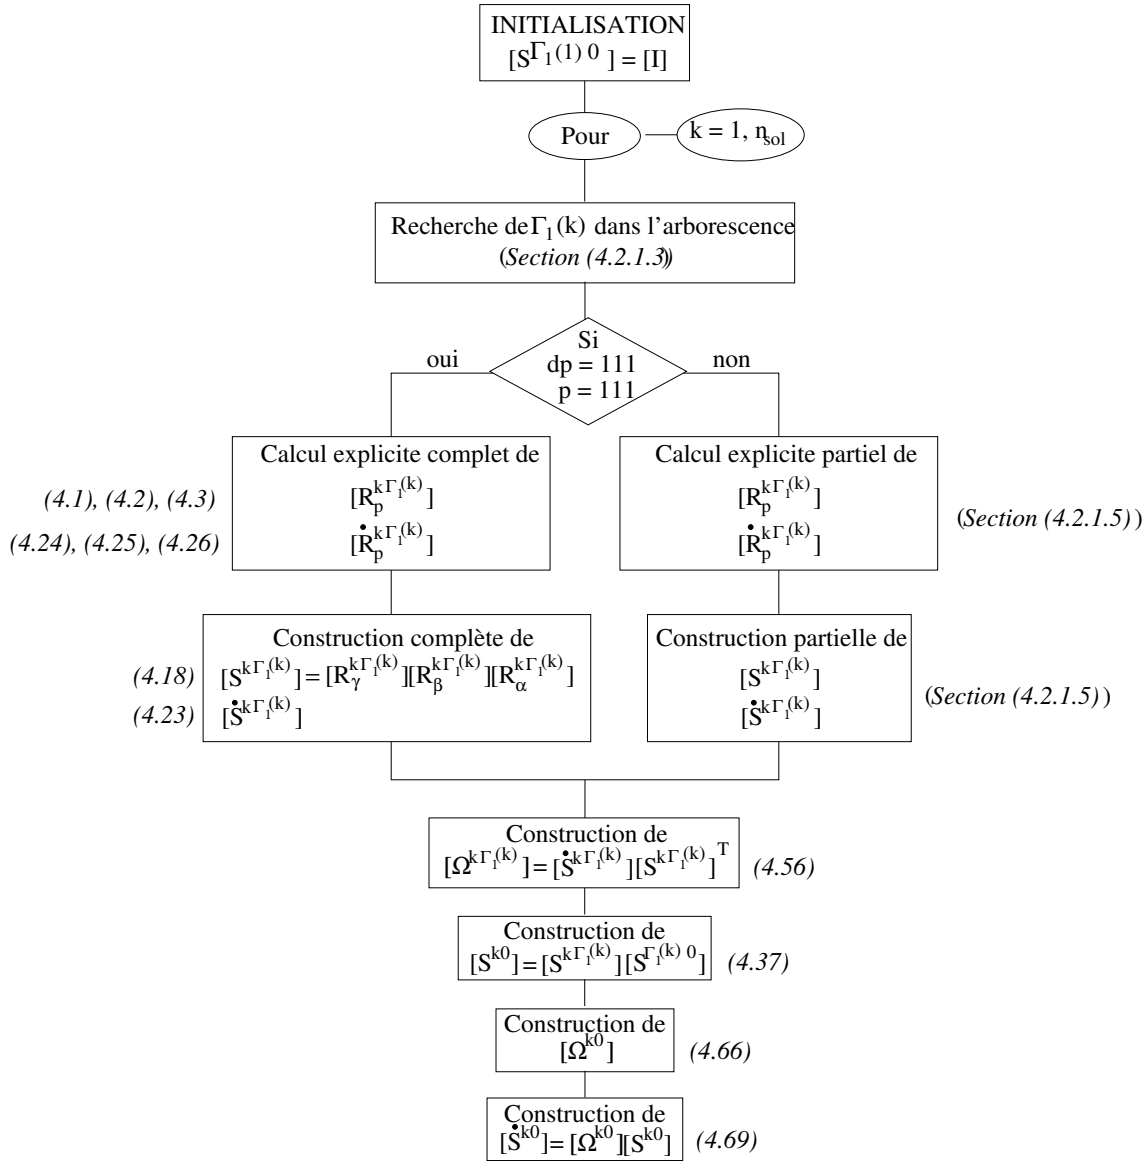 INITIALISATION
[S^Γ₁(1) 0 ] = [I]
Pour
k = 1, n_sol
Recherche de Γ₁(k) dans l'arborescence
(Section (4.2.1.3))
Si
dp = 111
p = 111
oui
non
Calcul explicite complet de
[R_p^kΓ₁(k)]
[Ṙ_p^kΓ₁(k)]
(4.1), (4.2), (4.3)
(4.24), (4.25), (4.26)
Calcul explicite partiel de
[R_p^kΓ₁(k)]
[Ṙ_p^kΓ₁(k)]
(Section (4.2.1.5))
Construction complète de
(4.18) [S^kΓ₁(k)] = [R_γ^kΓ₁(k)][R_β^kΓ₁(k)][R_α^kΓ₁(k)]
(4.23) [Ṡ^kΓ₁(k)]
Construction partielle de
[S^kΓ₁(k)]
[Ṡ^kΓ₁(k)]
(Section (4.2.1.5))
Construction de
[Ω^kΓ₁(k)] = [Ṡ^kΓ₁(k)][S^kΓ₁(k)]^T (4.56)
Construction de
[S^k0] = [S^kΓ₁(k)][S^Γ₁(k) 0] (4.37)
Construction de
[Ω^k0] (4.66)
Construction de
[Ṡ^k0] = [Ω^k0][S^k0] (4.69)